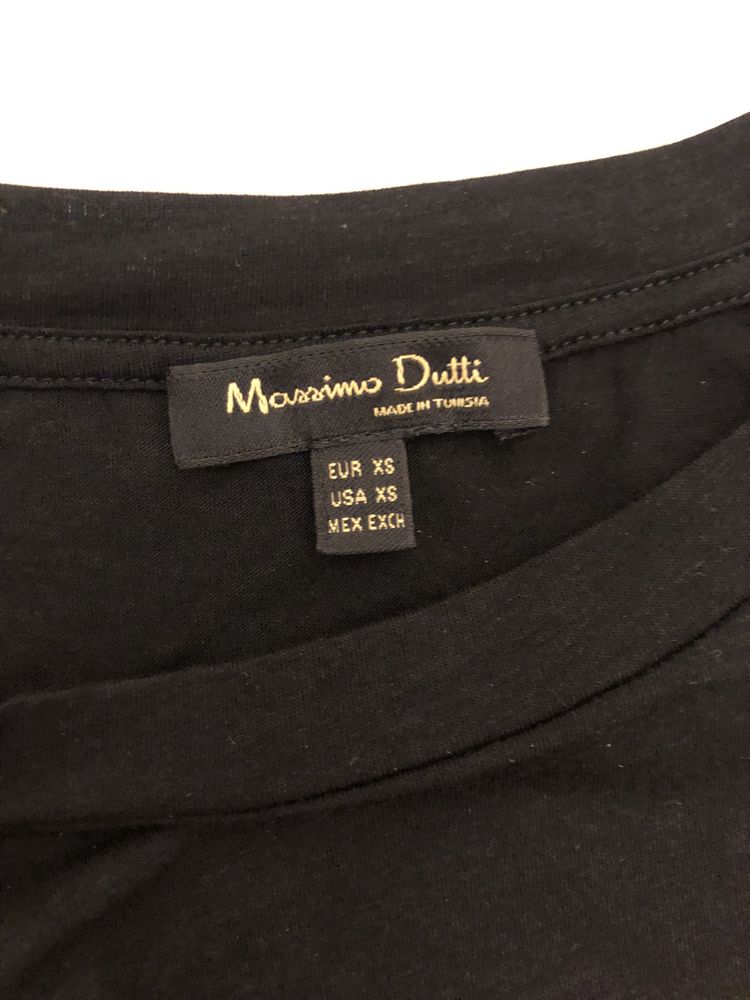 Massimo Dutti
MADE IN TUNISIA
EUR XS
USA XS
MEX EXCH